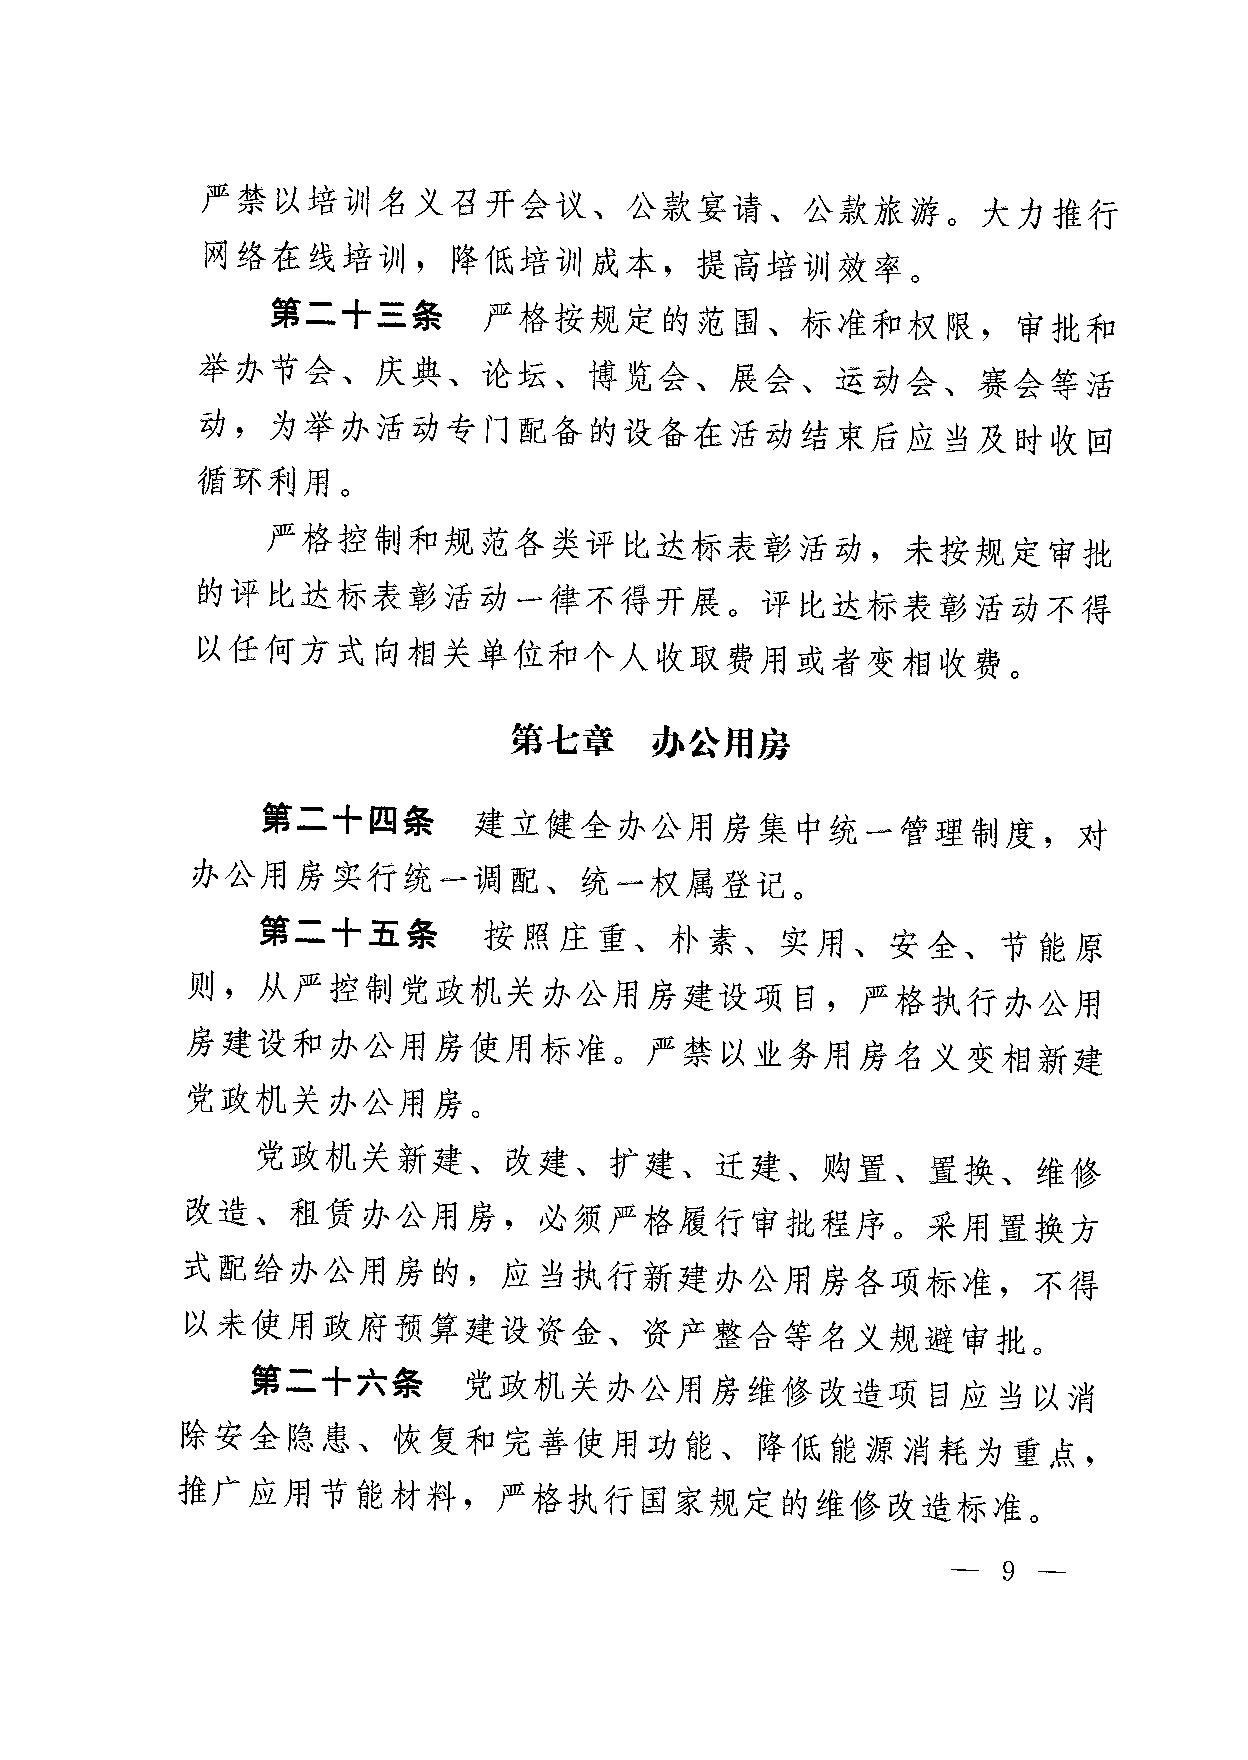 严禁以培训名义召开会议、公款宴请、公款旅游。大力推行
网络在线培训，降低培训成本，提高培训效率。
第二十三条　严格按规定的范围、标准和权限，审批和
举办节会、庆典、论坛、博览会、展会、运动会、赛会等活
动，为举办活动专门配备的设备在活动结束后应当及时收回
循环利用。
严格控制和规范各类评比达标表彰活动，未按规定审批
的评比达标表彰活动一律不得开展。评比达标表彰活动不得
以任何方式向相关单位和个人收取费用或者变相收费。
第七章　办公用房
第二十四条　建立健全办公用房集中统一管理制度，对
办公用房实行统一调配、统一权属登记。
第二十五条　按照庄重、朴素、实用、安全、节能原
则，从严控制党政机关办公用房建设项目，严格执行办公用
房建设和办公用房使用标准。严禁以业务用房名义变相新建
党政机关办公用房。
党政机关新建、改建、扩建、迁建、购置、置换、维修
改造、租赁办公用房，必须严格履行审批程序。采用置换方
式配给办公用房的，应当执行新建办公用房各项标准，不得
以未使用政府预算建设资金、资产整合等名义规避审批。
第二十六条　党政机关办公用房维修改造项目应当以消
除安全隐患、恢复和完善使用功能、降低能源消耗为重点，
推广应用节能材料，严格执行国家规定的维修改造标准。
— 9 —